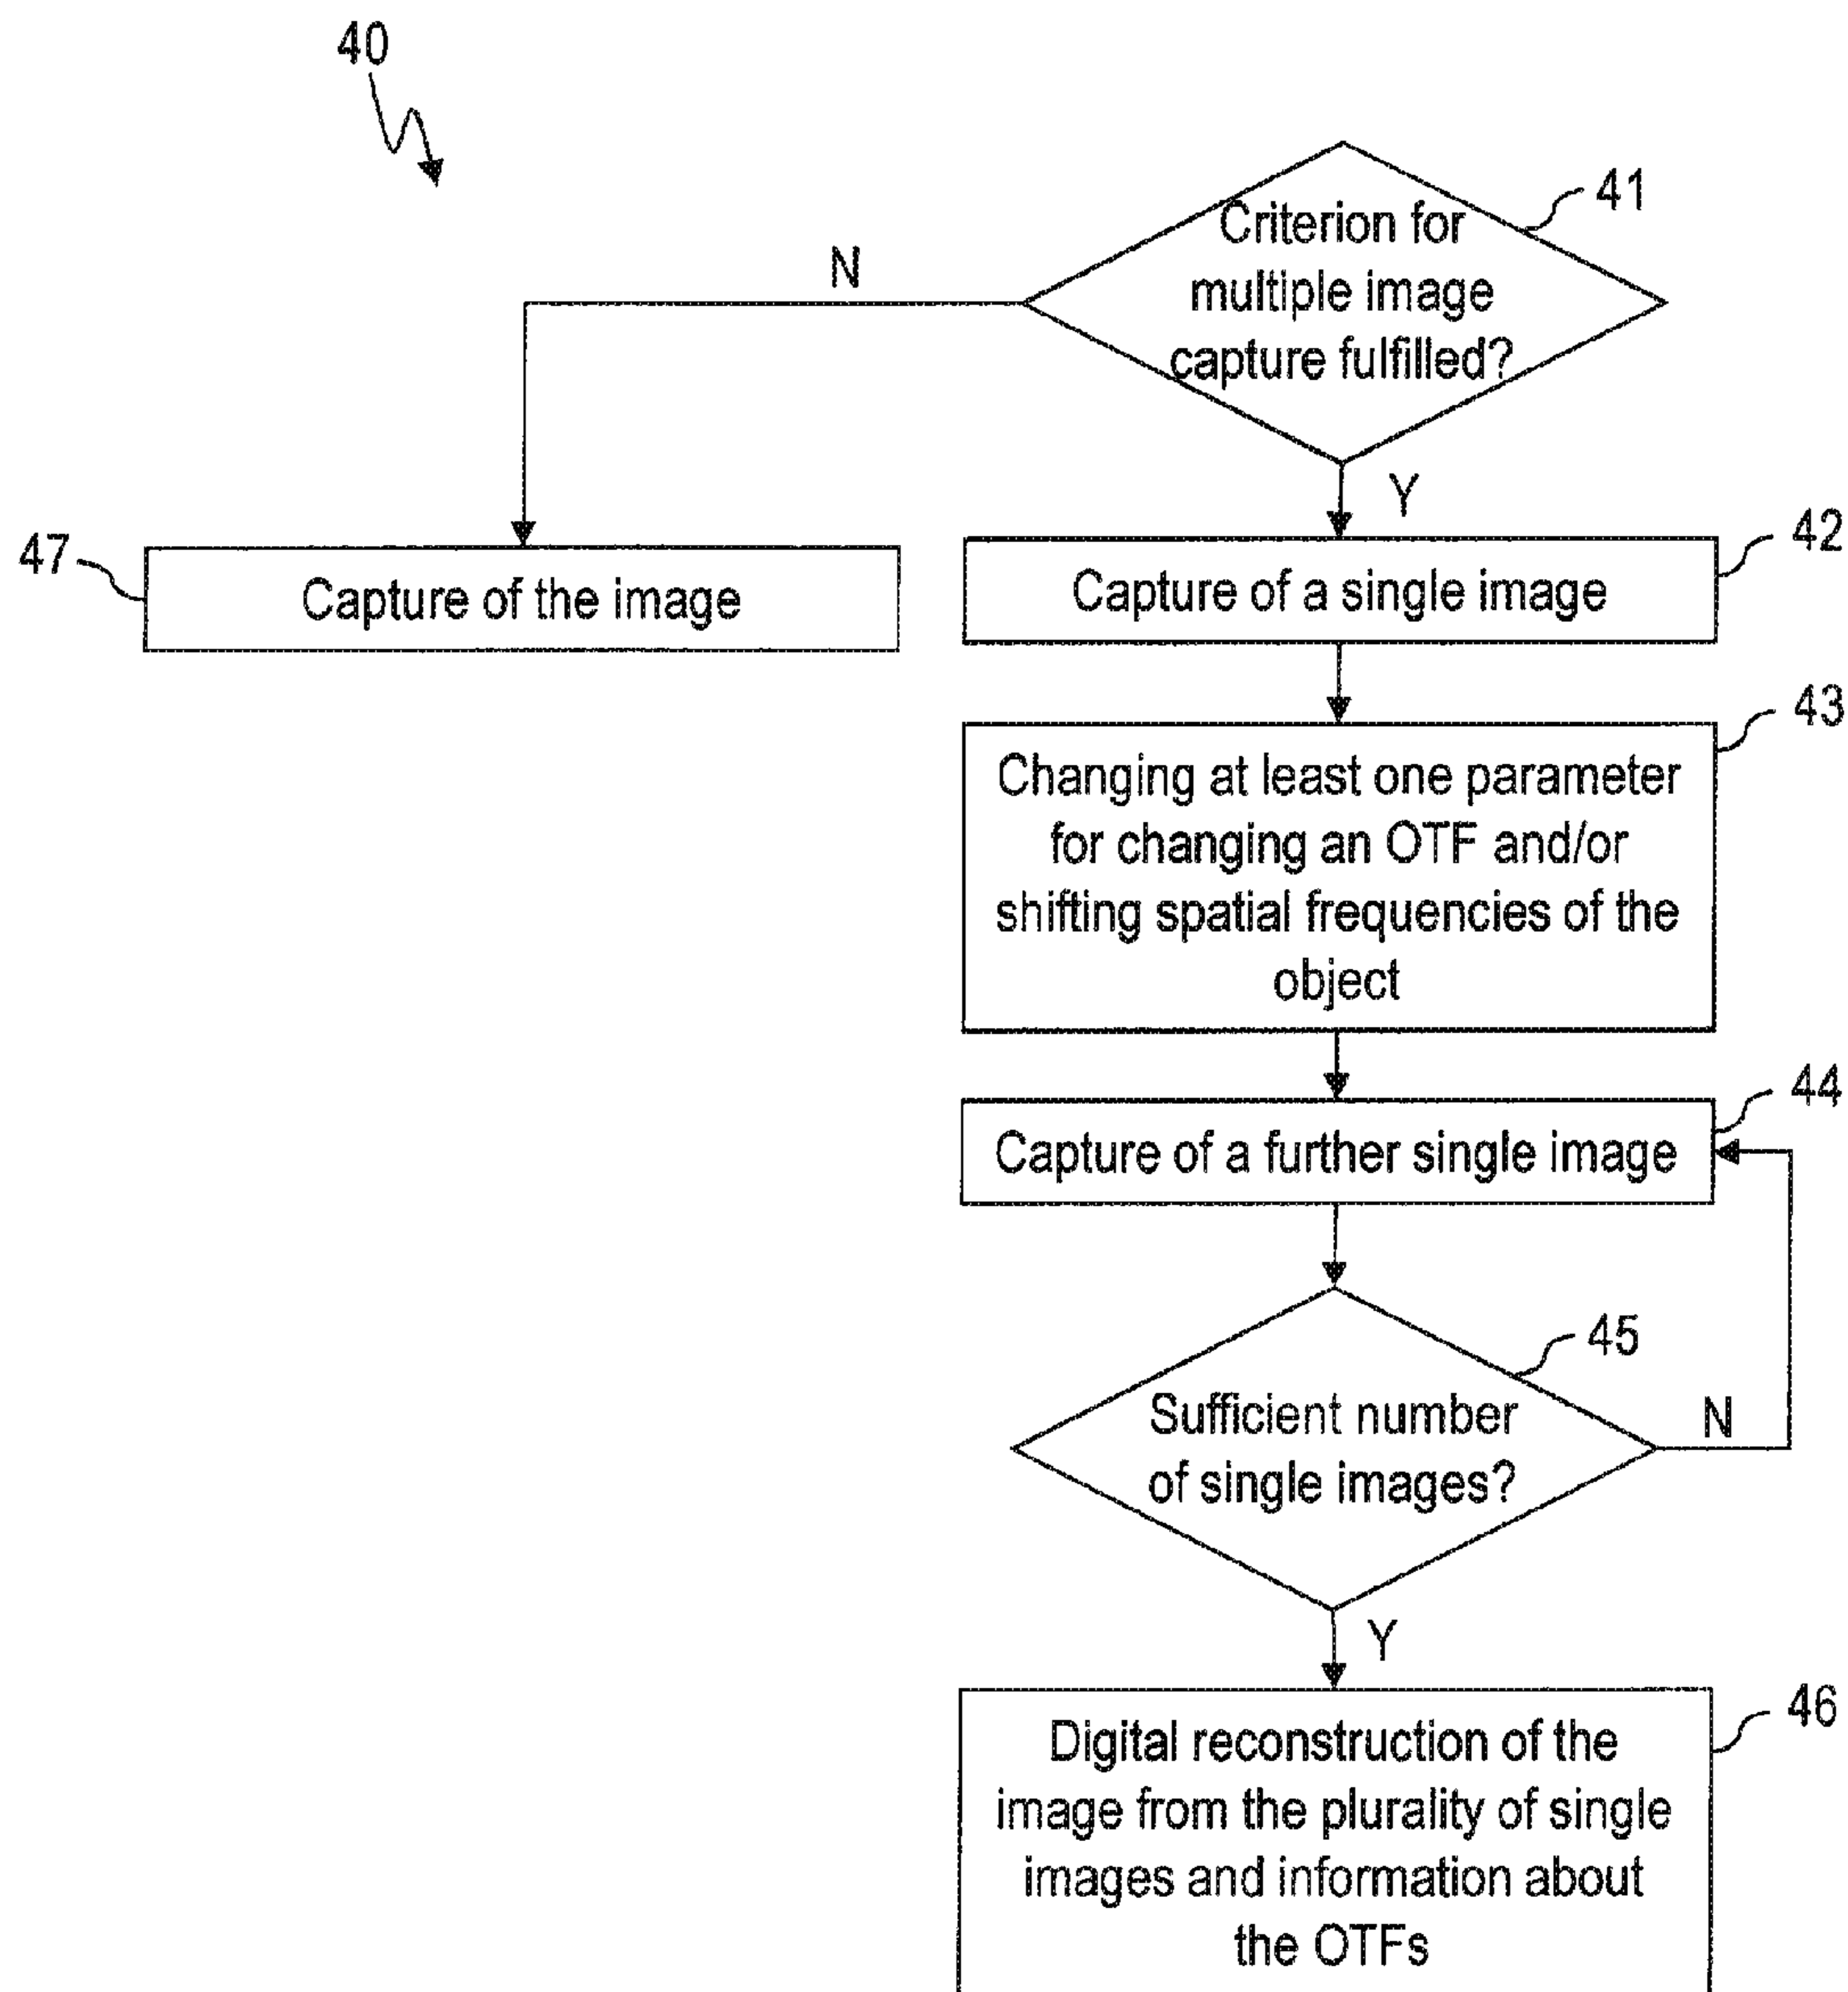 40
41
Criterion for
multiple image
capture fulfilled?
N
Y
47
Capture of the image
42
Capture of a single image
43
Changing at least one parameter
for changing an OTF and/or
shifting spatial frequencies of the
object
44
Capture of a further single image
45
Sufficient number
of single images?
N
Y
46
Digital reconstruction of the
image from the plurality of single
images and information about
the OTFs